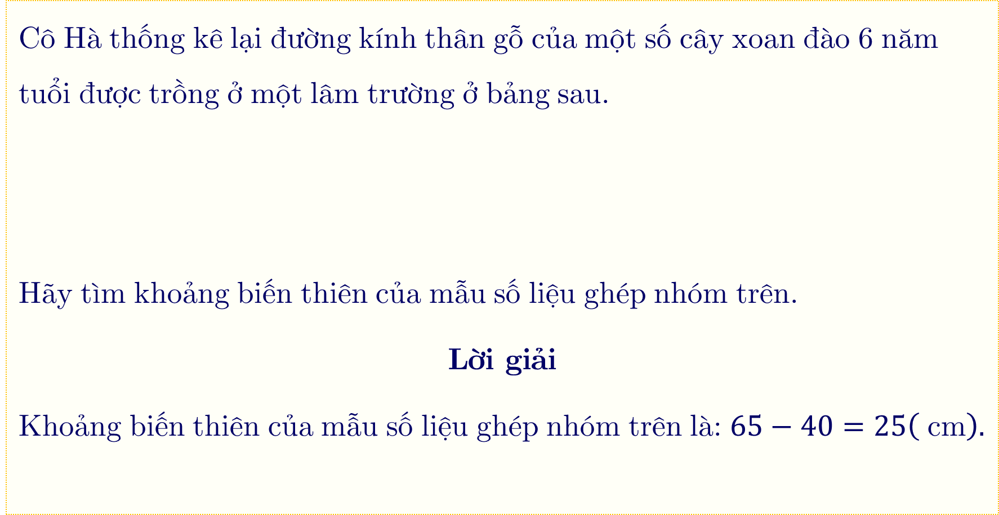 Cô Hà thống kê lại đường kính thân gỗ của một số cây xoan đào 6 năm
tuổi được trồng ở một lâm trường ở bảng sau.
Hãy tìm khoảng biến thiên của mẫu số liệu ghép nhóm trên.
Lời giải
Khoảng biến thiên của mẫu số liệu ghép nhóm trên là: 65 − 40 = 25( cm).